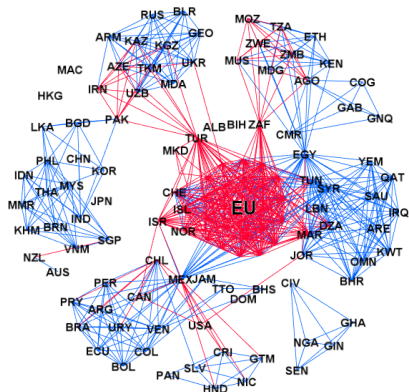 RUS BLR
ARM KAZ GEO
KGZ
AZE TKM UKR
MAC
IRN UZB MDA
HKG
PAK
MOZ TZA
ZWE ETH
MUS ZMB KEN
MDG
AGO COG
GAB
GNQ
CMR
LKA BGD
PHL CHN
IDN KOR
THA MYS
MMR JPN
IND
KHM BRN
VNM SGP
NZL
AUS
ALB BIH ZAF
TUR
MKD
CHE
ISL EU
ISR
NOR
EGY
TUN YEM
SYR QAT
LBN SAU
DZA IRQ
MAR ARE
JOR KWT
OMN
BHR
CHL
PER MEX JAM
PRY CAN TTO BHS
ARG DOM
BRA URY VEN USA
ECU COL
BOL
CRI
SLV GTM
PAN NIC
HND
CIV
GHA
NGA GIN
SEN